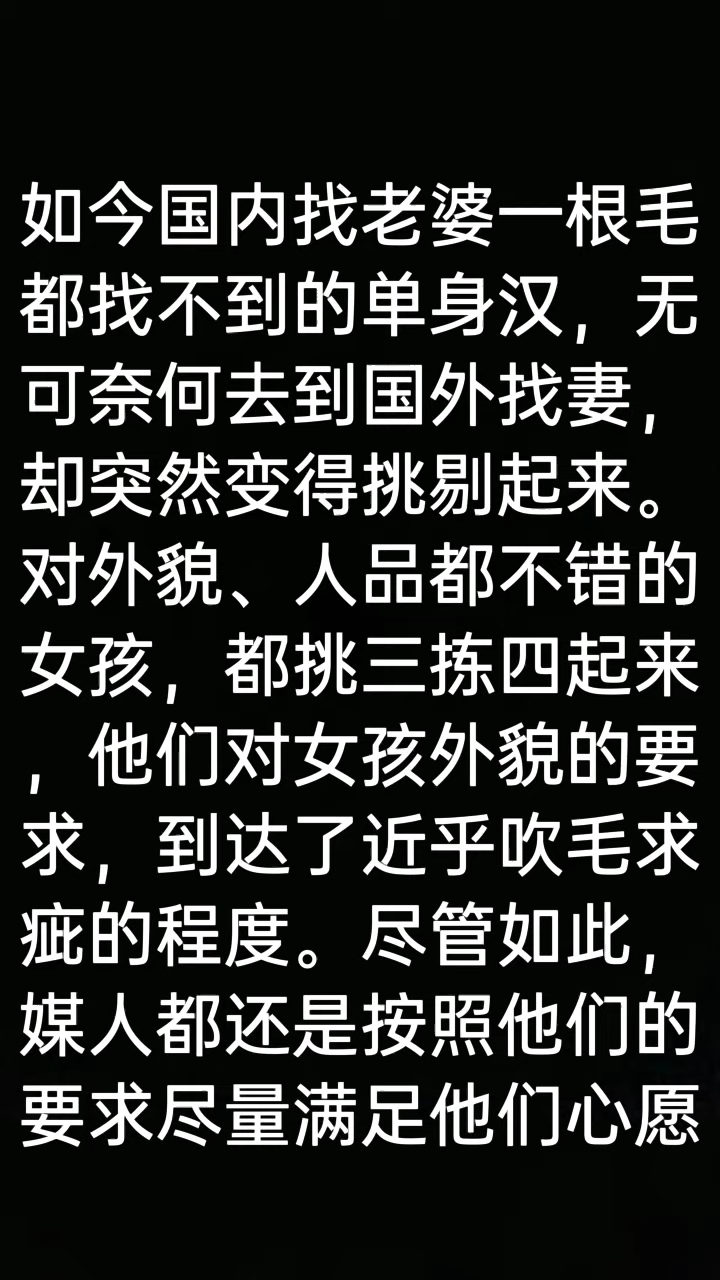 如今国内找老婆一根毛
都找不到的单身汉，无
可奈何去到国外找妻，
却突然变得挑剔起来。
对外貌、人品都不错的
女孩，都挑三拣四起来
，他们对女孩外貌的要
求，到达了近乎吹毛求
疵的程度。尽管如此，
媒人都还是按照他们的
要求尽量满足他们心愿